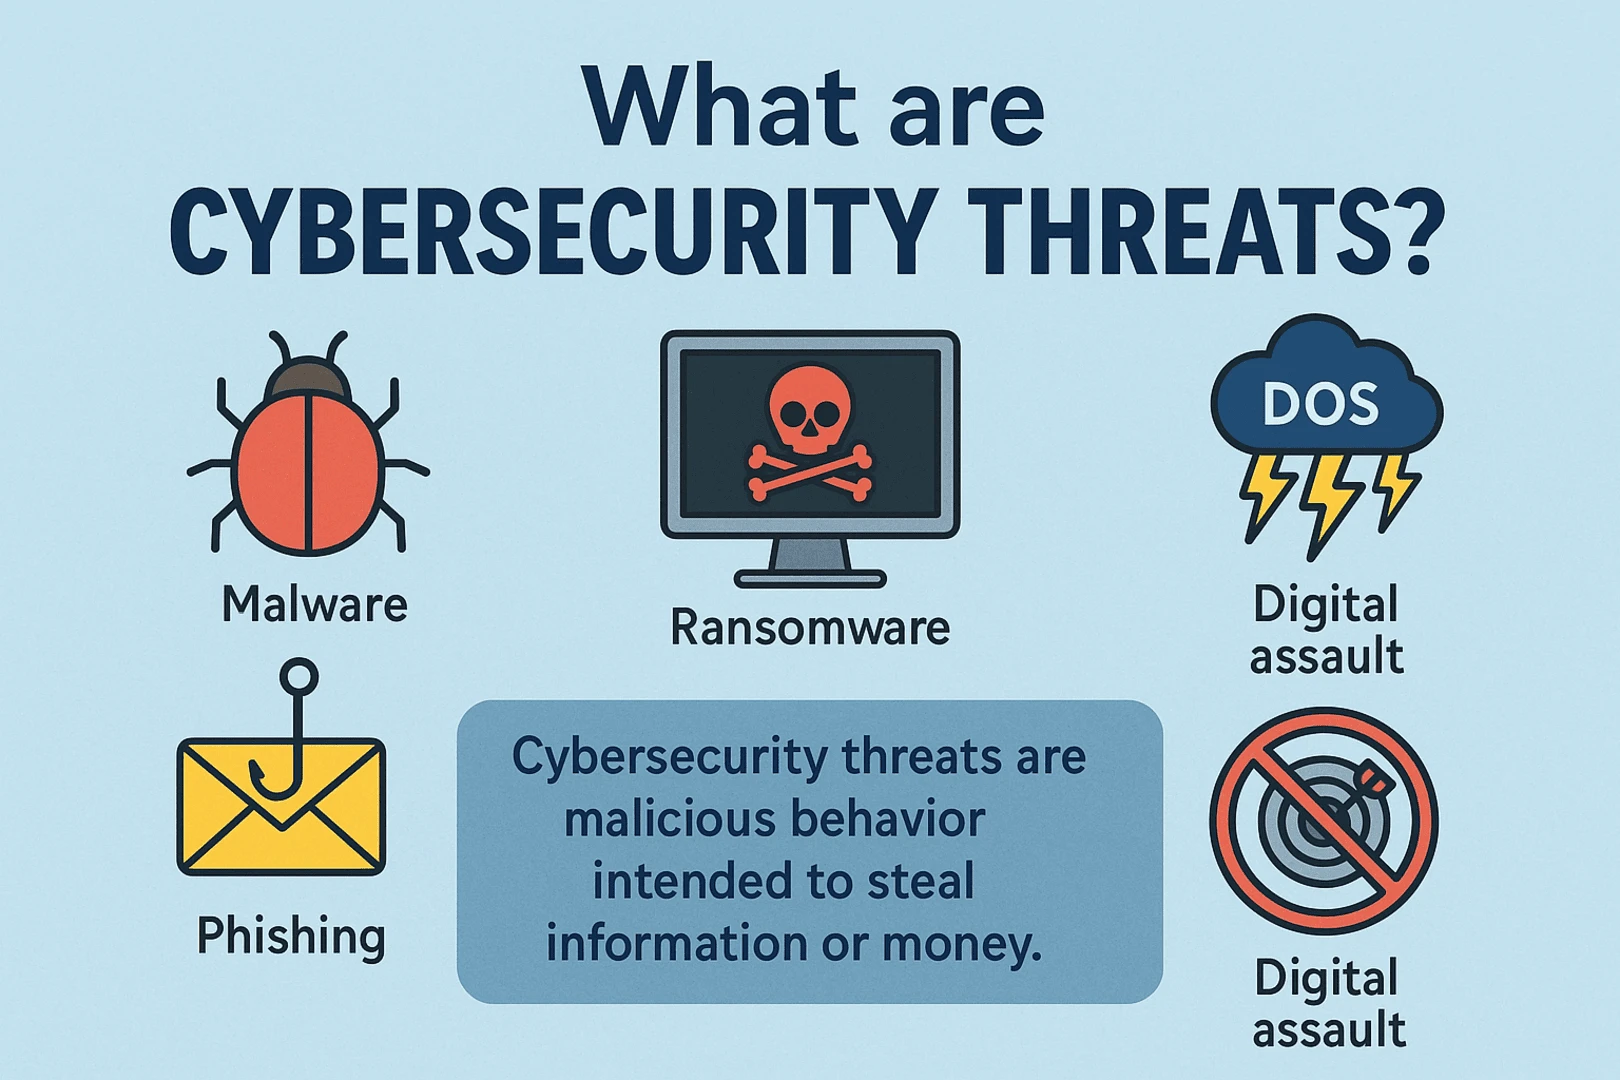 What are
CYBERSECURITY THREATS?
DOS
Malware
Ransomware
Digital
assault
Phishing
Cybersecurity threats are
malicious behavior
intended to steal
information or money.
Digital
assault